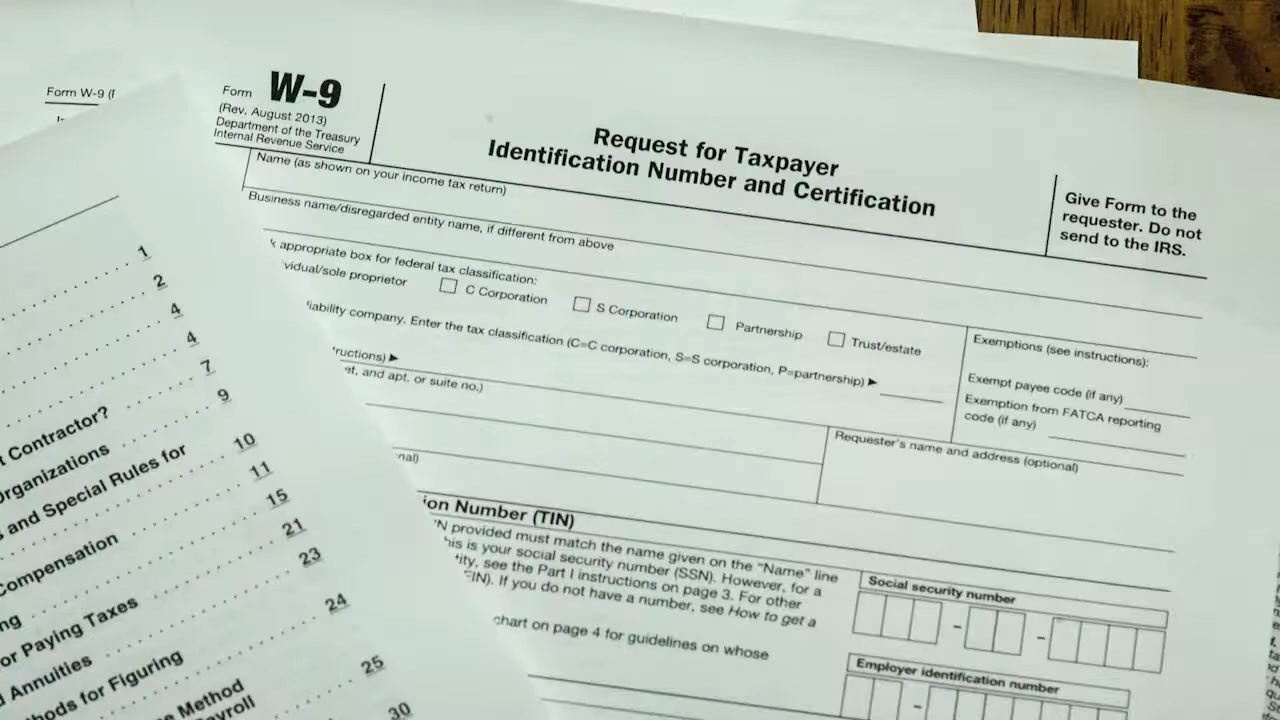 Form W-9
(Rev. August 2013)
Department of the Treasury
Internal Revenue Service
Request for Taxpayer
Identification Number and Certification
Give Form to the
requester. Do not
send to the IRS.
Name (as shown on your income tax return)
Business name/disregarded entity name, if different from above
appropriate box for federal tax classification:
vidual/sole proprietor
C Corporation
S Corporation
Partnership
Trust/estate
iability company. Enter the tax classification (C=C corporation, S=S corporation, P=partnership) ▶
ructions) ▶
Exemptions (see instructions):
Exempt payee code (if any)
Exemption from FATCA reporting
code (if any)
et, and apt. or suite no.)
Requester's name and address (optional)
nal)
ion Number (TIN)
N provided must match the name given on the "Name" line
his is your social security number (SSN). However, for a
tity, see the Part I instructions on page 3. For other
EIN). If you do not have a number, see How to get a
chart on page 4 for guidelines on whose
Social security number
Employer identification number
Form W-9 (
1
2
4
4
7
t Contractor? 9
Organizations 10
s and Special Rules for
11
Compensation 15
ng 21
or Paying Taxes 23
d Annuities 24
hods for Figuring
25
e Method
ayroll 30